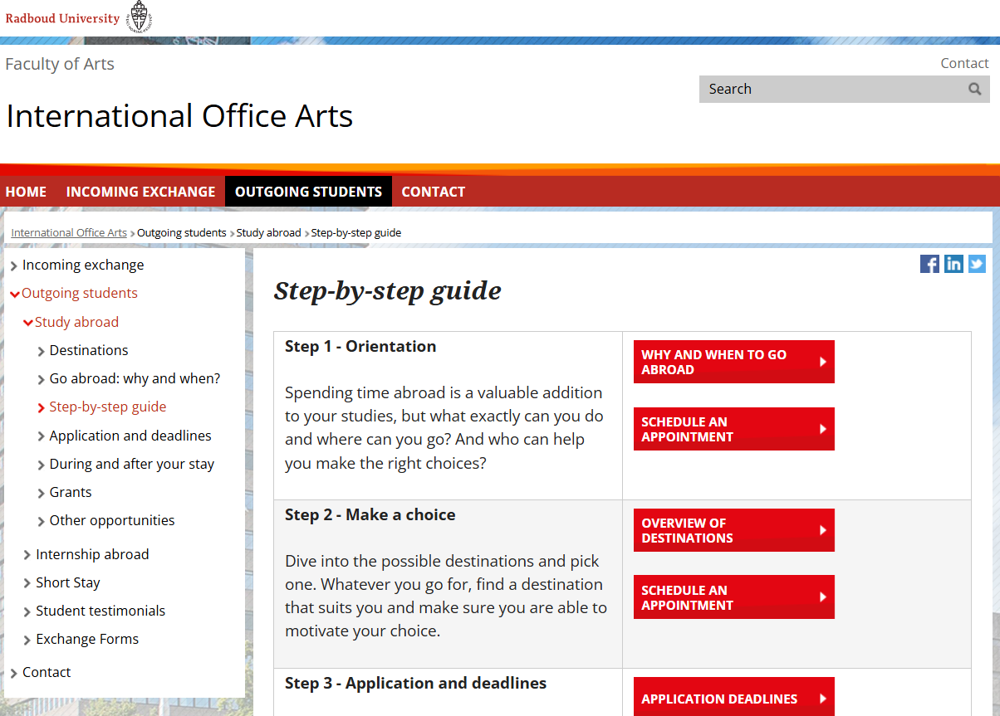 Radboud University
Faculty of Arts
Contact
Search
International Office Arts
HOME INCOMING EXCHANGE OUTGOING STUDENTS CONTACT
International Office Arts Outgoing students Study abroad Step-by-step guide
Incoming exchange
Outgoing students
Study abroad
Destinations
Go abroad: why and when?
Step-by-step guide
Application and deadlines
During and after your stay
Grants
Other opportunities
Internship abroad
Short Stay
Student testimonials
Exchange Forms
Contact
Step-by-step guide
Step 1 - Orientation
Spending time abroad is a valuable addition
to your studies, but what exactly can you do
and where can you go? And who can help
you make the right choices?
WHY AND WHEN TO GO
ABROAD
SCHEDULE AN
APPOINTMENT
Step 2 - Make a choice
Dive into the possible destinations and pick
one. Whatever you go for, find a destination
that suits you and make sure you are able to
motivate your choice.
OVERVIEW OF
DESTINATIONS
SCHEDULE AN
APPOINTMENT
Step 3 - Application and deadlines
APPLICATION DEADLINES